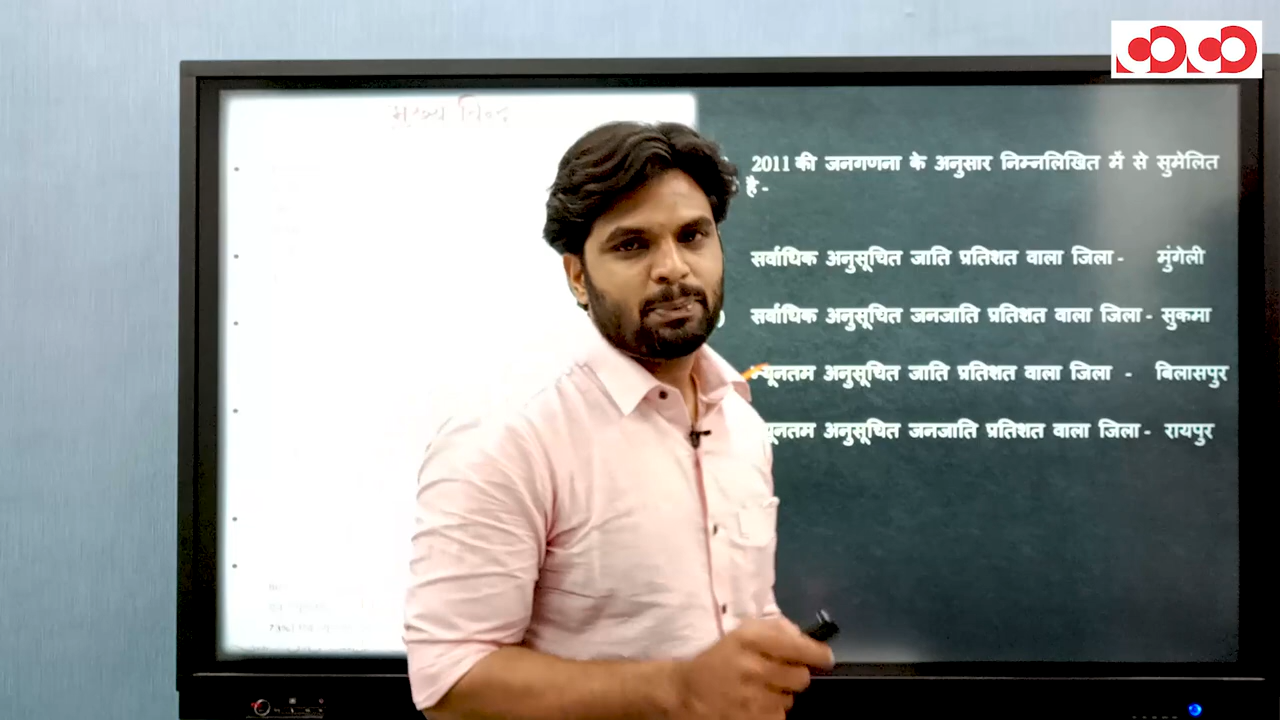 मुख्य बिन्दु
2011 की जनगणना के अनुसार निम्नलिखित में से सुमेलित
है -
सर्वाधिक अनुसूचित जाति प्रतिशत वाला जिला - मुंगेली
सर्वाधिक अनुसूचित जनजाति प्रतिशत वाला जिला - सुकमा
न्यूनतम अनुसूचित जाति प्रतिशत वाला जिला - बिलासपुर
न्यूनतम अनुसूचित जनजाति प्रतिशत वाला जिला - रायपुर